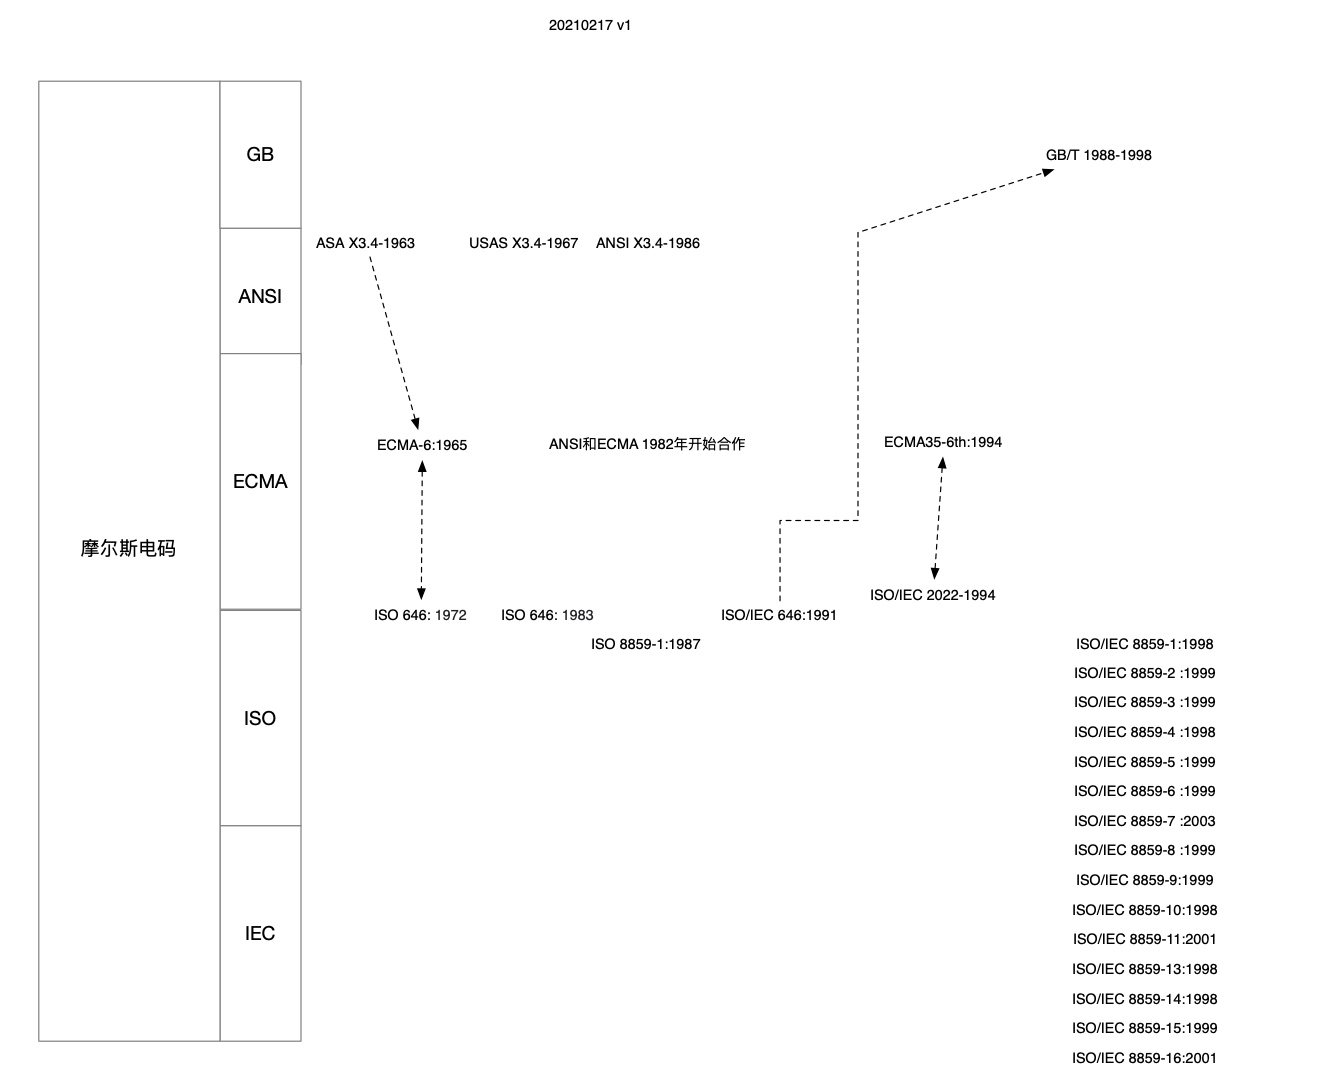 20210217 v1
GB
GB/T 1988-1998
ASA X3.4-1963
USAS X3.4-1967
ANSI X3.4-1986
ANSI
ECMA-6:1965
ANSI和ECMA 1982年开始合作
ECMA35-6th:1994
ECMA
摩尔斯电码
ISO/IEC 2022-1994
ISO 646: 1972
ISO 646: 1983
ISO/IEC 646:1991
ISO 8859-1:1987
ISO/IEC 8859-1:1998
ISO/IEC 8859-2 :1999
ISO/IEC 8859-3 :1999
ISO
ISO/IEC 8859-4 :1998
ISO/IEC 8859-5 :1999
ISO/IEC 8859-6 :1999
ISO/IEC 8859-7 :2003
ISO/IEC 8859-8 :1999
ISO/IEC 8859-9:1999
ISO/IEC 8859-10:1998
IEC
ISO/IEC 8859-11:2001
ISO/IEC 8859-13:1998
ISO/IEC 8859-14:1998
ISO/IEC 8859-15:1999
ISO/IEC 8859-16:2001